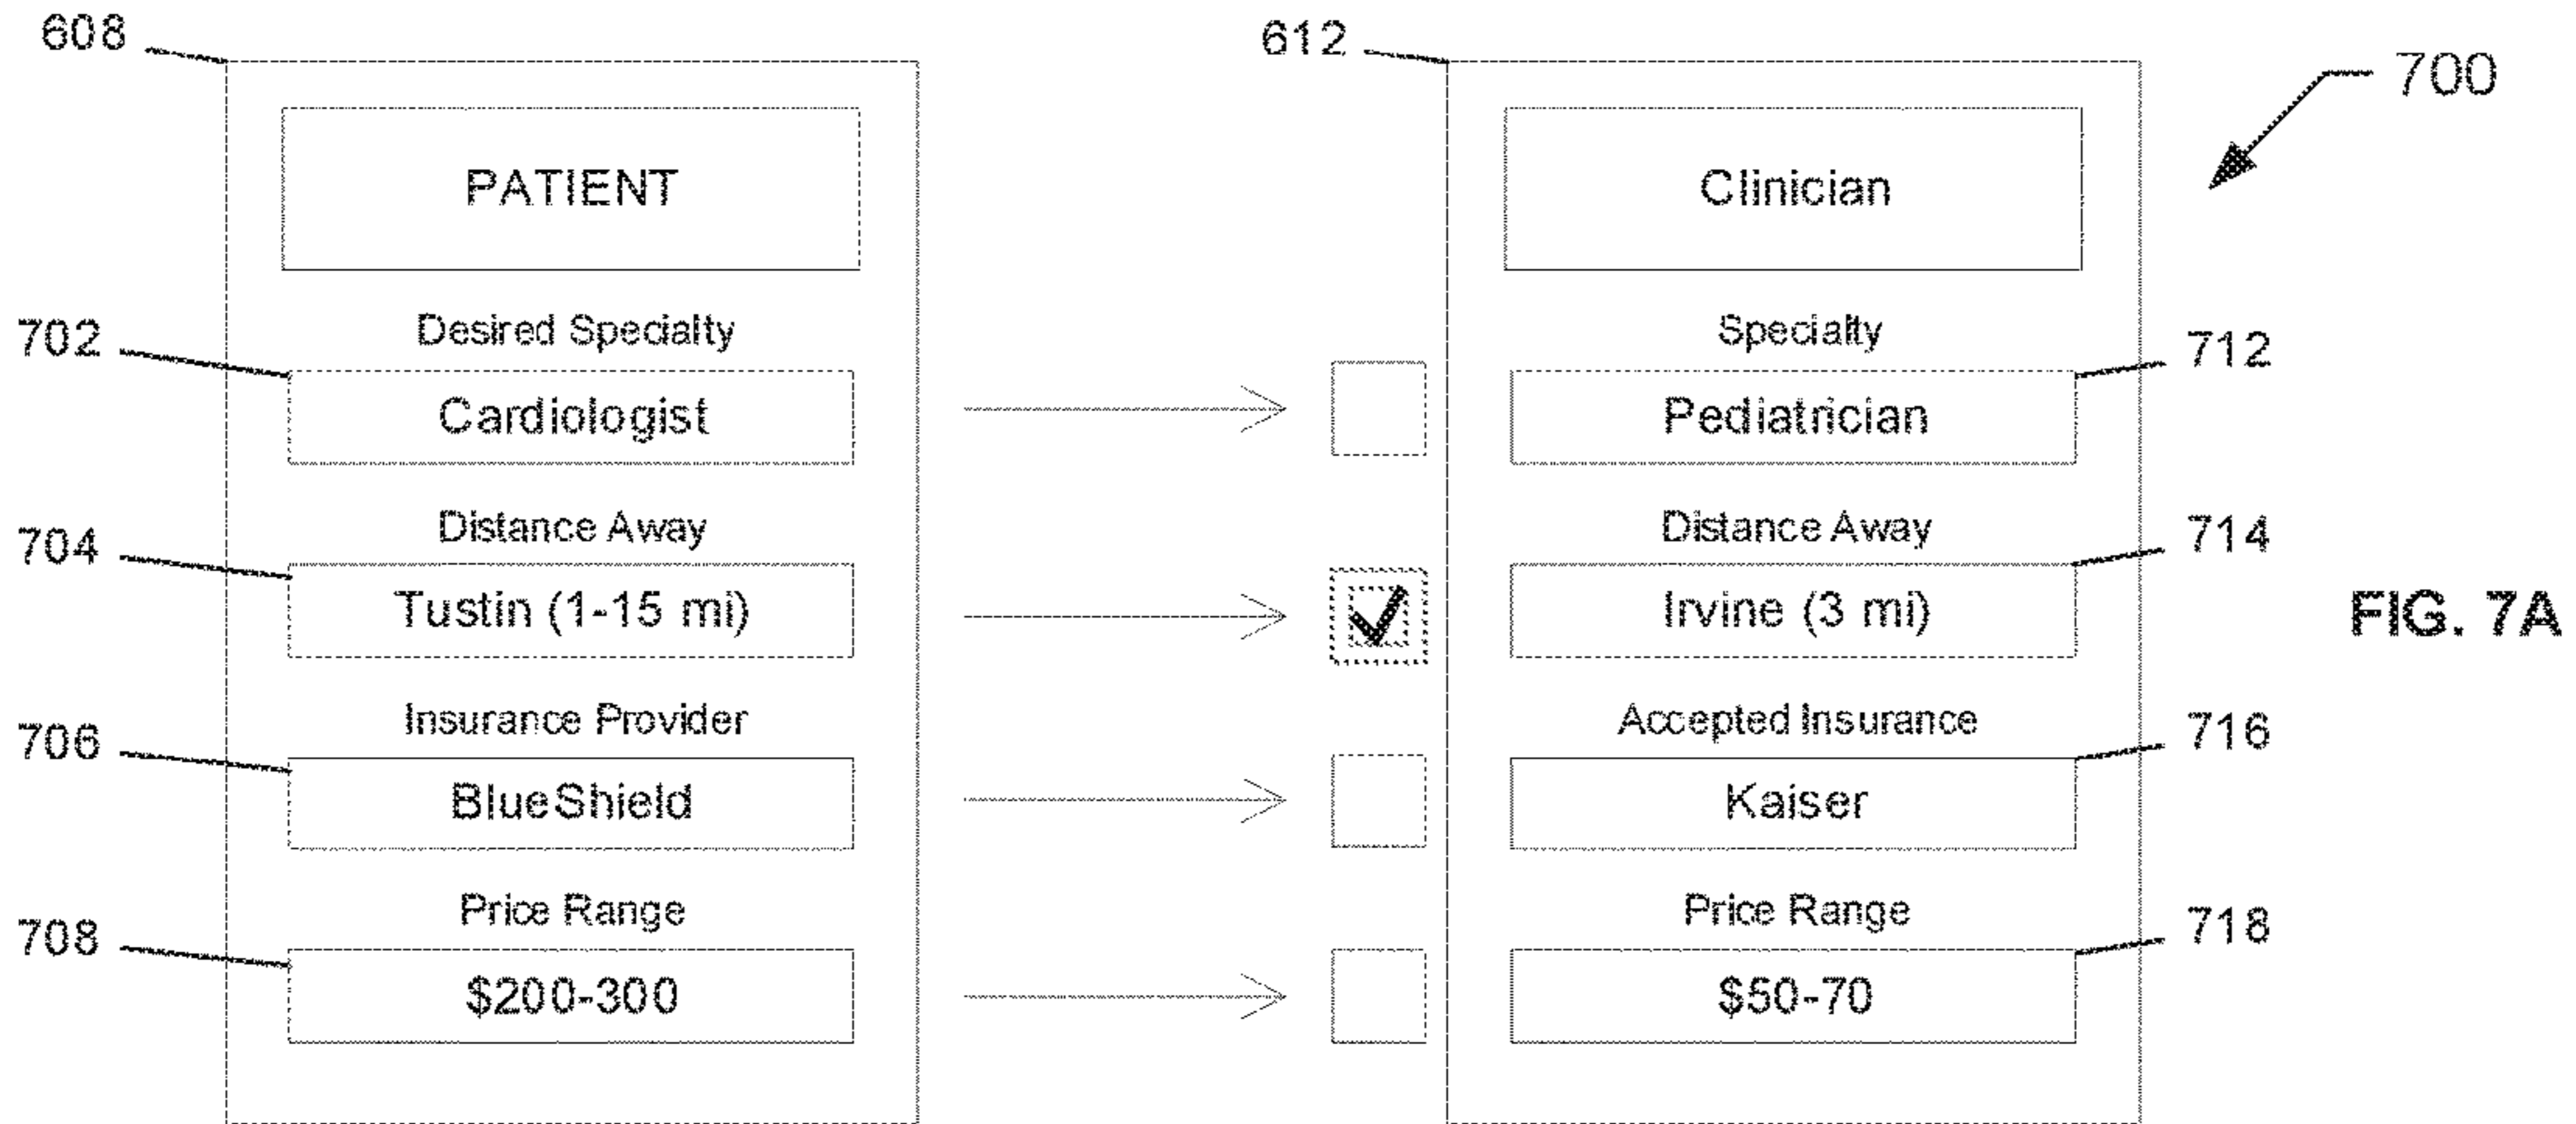 608
612
700
PATIENT
Clinician
Desired Specialty
Specialty
702
712
Cardiologist
Pediatrician
Distance Away
Distance Away
704
714
Tustin (1-15 mi)
Irvine (3 mi)
FIG. 7A
Insurance Provider
Accepted Insurance
706
716
BlueShield
Kaiser
Price Range
Price Range
708
718
$200-300
$50-70